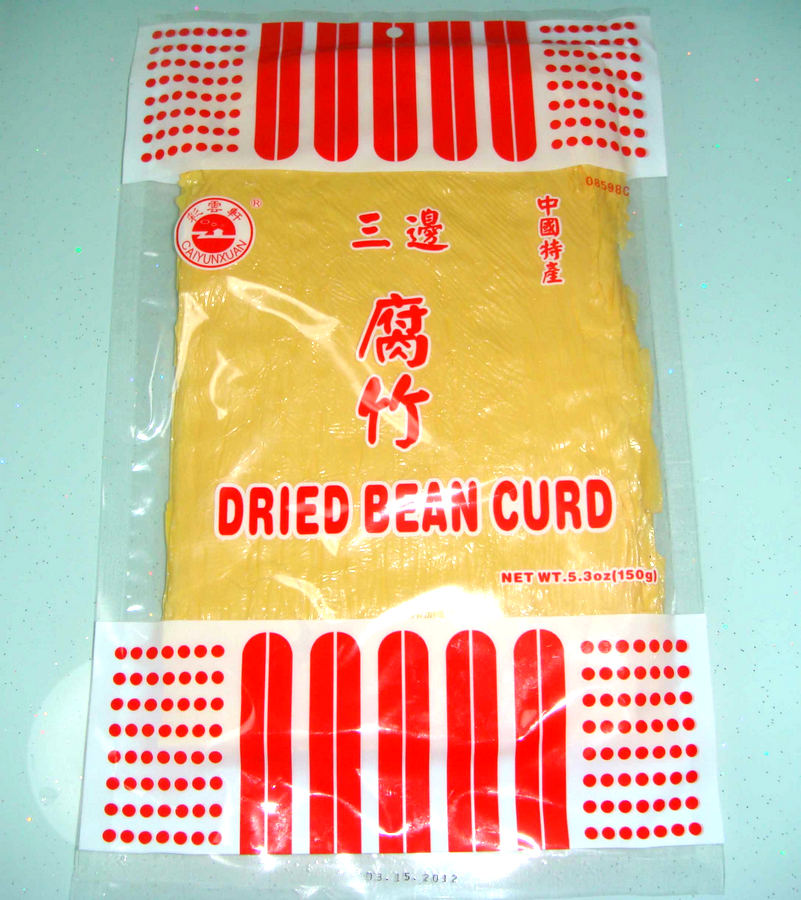 08598C
彩雲軒
®
CAIYUNXUAN
三邊
中國特產
腐竹
DRIED BEAN CURD
NET WT.5.3oz(150g)
03.15.2012